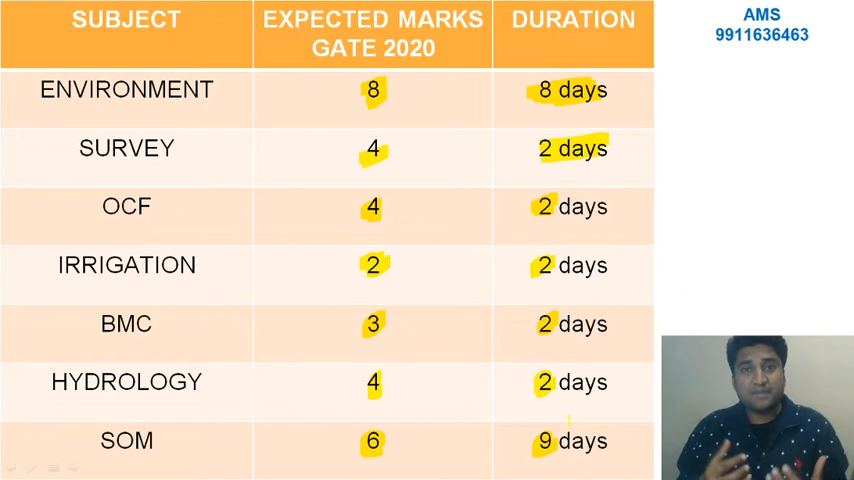 SUBJECT
EXPECTED MARKS
GATE 2020
DURATION
AMS
9911636463
ENVIRONMENT 8 8 days
SURVEY 4 2 days
OCF 4 2 days
IRRIGATION 2 2 days
BMC 3 2 days
HYDROLOGY 4 2 days
SOM 6 9 days